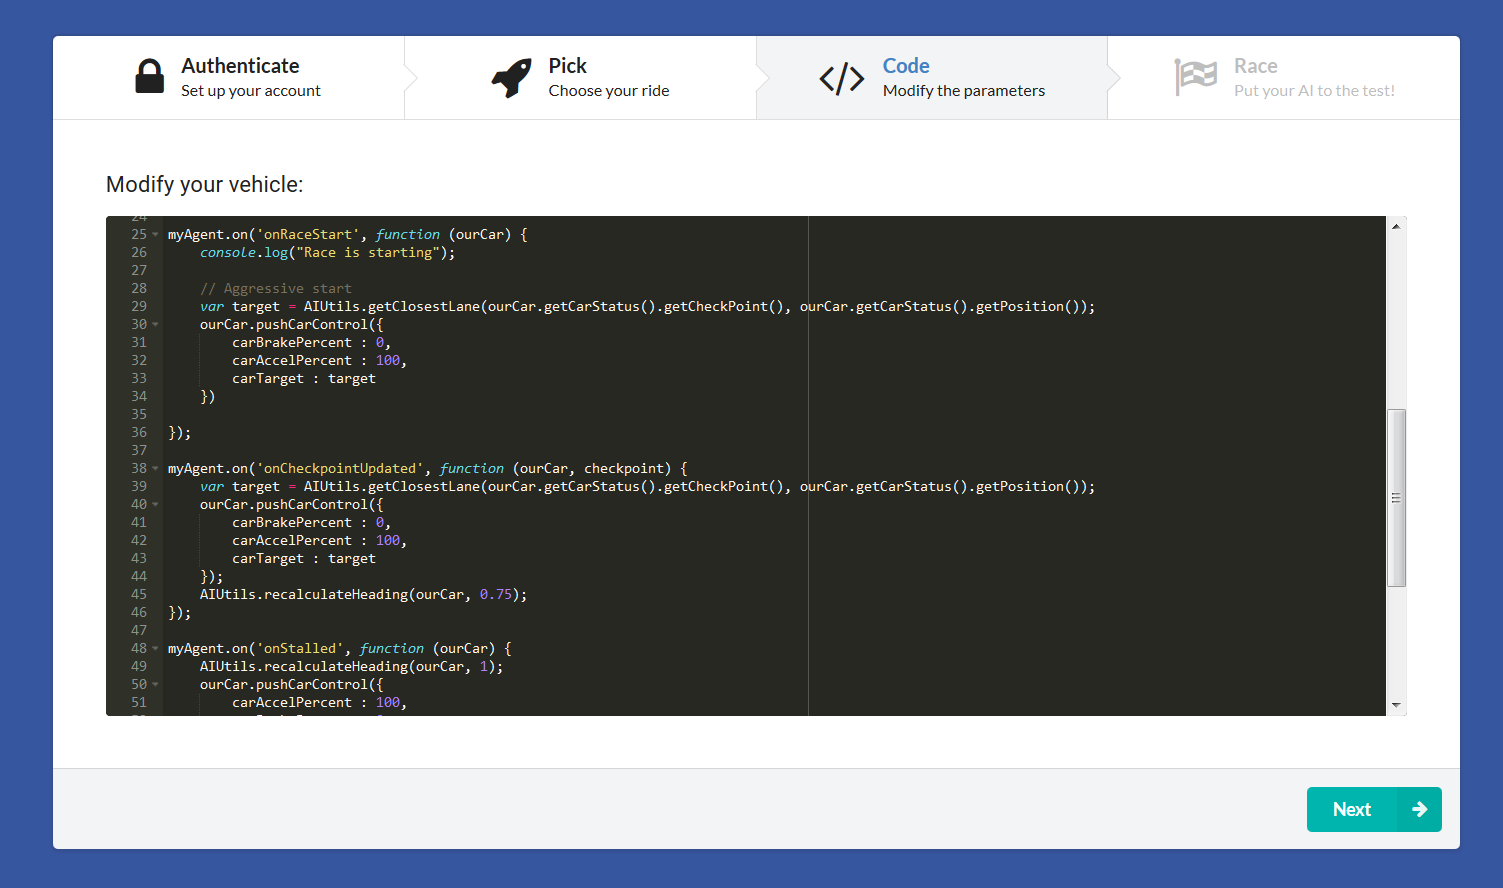 Authenticate
Set up your account
Pick
Choose your ride
Code
Modify the parameters
Race
Put your AI to the test!
Modify your vehicle:
24
25 myAgent.on('onRaceStart', function (ourCar) {
26     console.log("Race is starting");
27
28     // Aggressive start
29     var target = AIUtils.getClosestLane(ourCar.getCarStatus().getCheckPoint(), ourCar.getCarStatus().getPosition());
30     ourCar.pushCarControl({
31         carBrakePercent : 0,
32         carAccelPercent : 100,
33         carTarget : target
34     })
35
36 });
37
38 myAgent.on('onCheckpointUpdated', function (ourCar, checkpoint) {
39     var target = AIUtils.getClosestLane(ourCar.getCarStatus().getCheckPoint(), ourCar.getCarStatus().getPosition());
40     ourCar.pushCarControl({
41         carBrakePercent : 0,
42         carAccelPercent : 100,
43         carTarget : target
44     });
45     AIUtils.recalculateHeading(ourCar, 0.75);
46 });
47
48 myAgent.on('onStalled', function (ourCar) {
49     AIUtils.recalculateHeading(ourCar, 1);
50     ourCar.pushCarControl({
51         carAccelPercent : 100,
Next